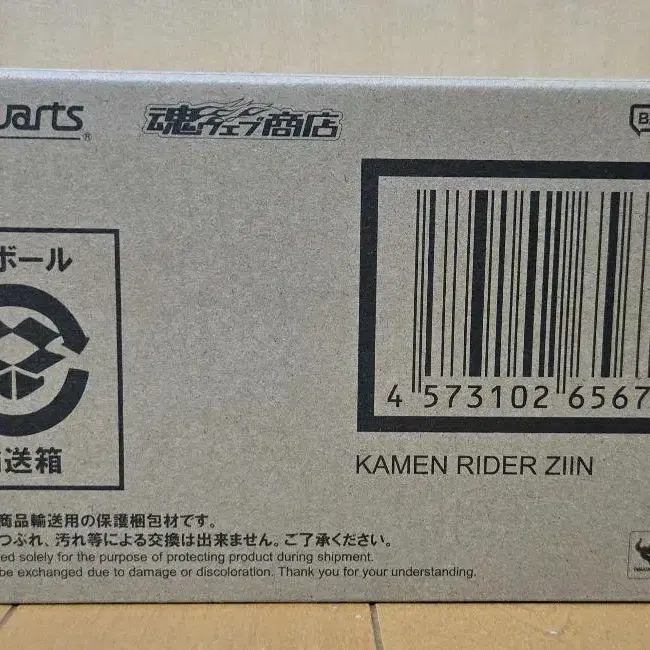 uarts ®
魂ウェブ商店
BA
ボール
送箱
4 573102 6567
KAMEN RIDER ZIIN
商品輸送用の保護梱包材です。
つぶれ、汚れ等による交換は出来ません。ご了承ください。
ed solely for the purpose of protecting product during shipment.
be exchanged due to damage or discoloration. Thank you for your understanding.